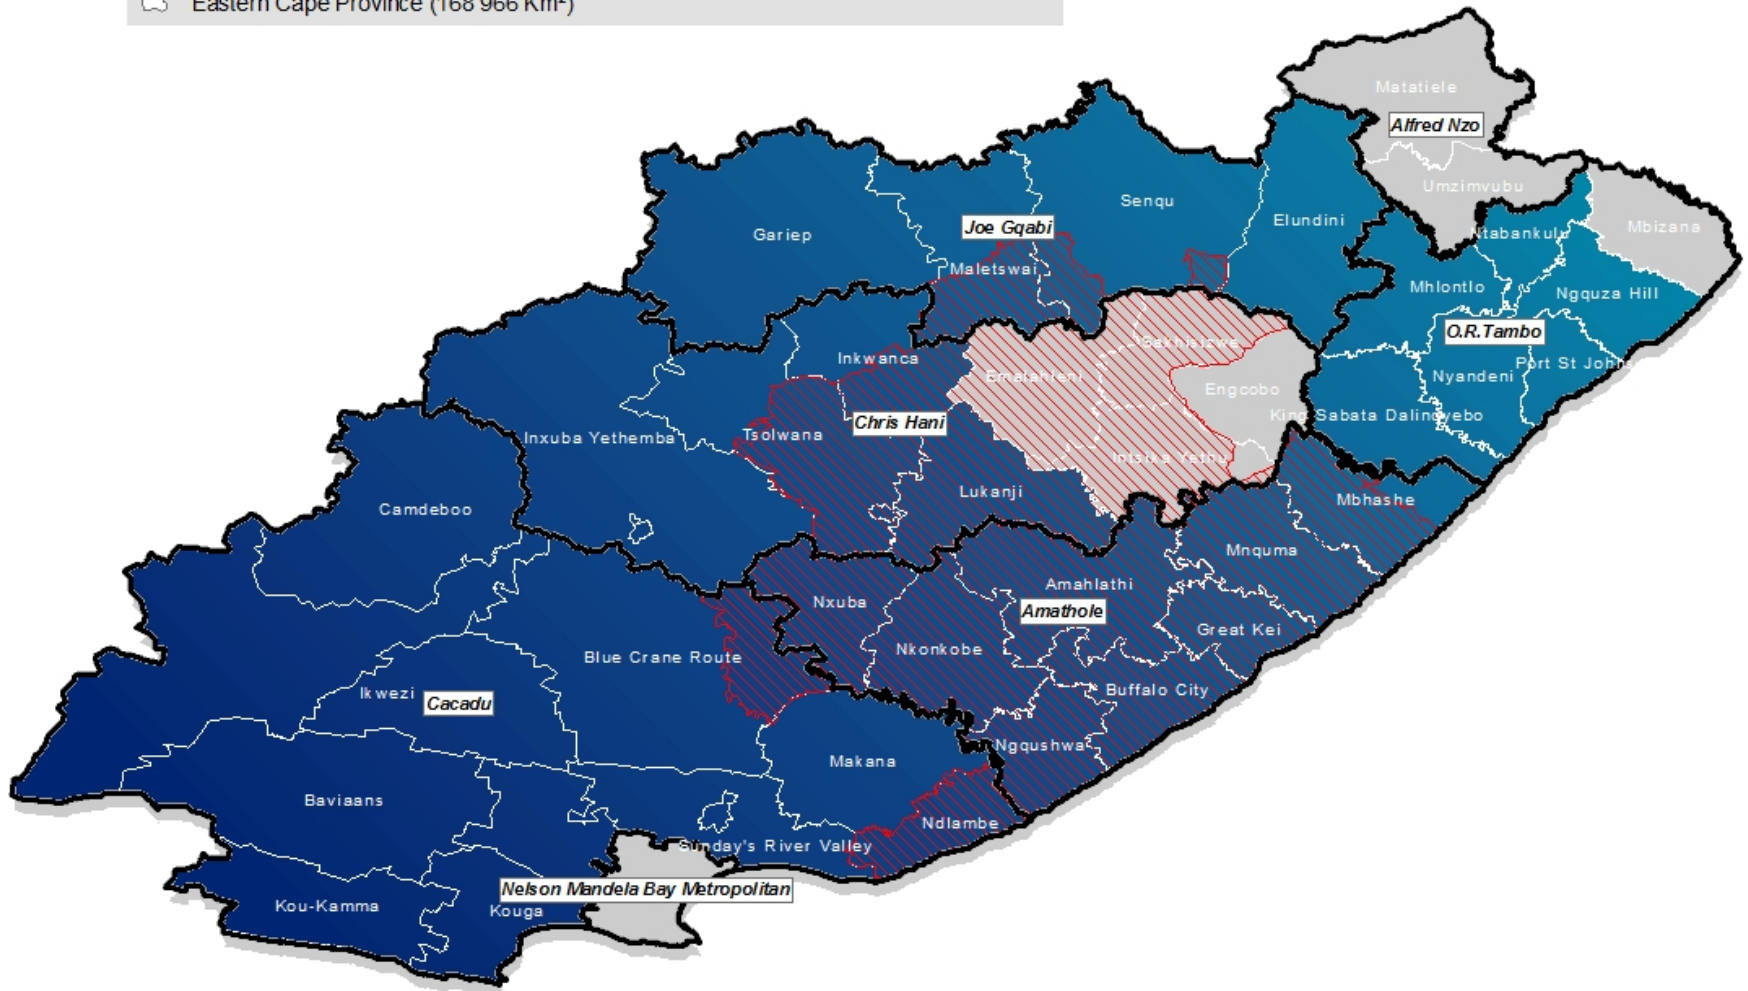 Eastern Cape Province (168 966 Km²)
Matatiele
Alfred Nzo
Umzimvubu
Senqu
Elundini
Mbizana
Gariep
Joe Gqabi
Ntabankulu
Maletswai
Mhlontlo
Ngquza Hill
O.R.Tambo
Sakhisizwe
Inkwanca
Port St Johns
Emalahleni
Nyandeni
Engcobo
King Sabata Dalindyebo
Chris Hani
Inxuba Yethemba
Tsolwana
Intsika Yethu
Lukanji
Mbhashe
Camdeboo
Mnquma
Amahlathi
Nxuba
Amathole
Great Kei
Nkonkobe
Blue Crane Route
Buffalo City
Ikwezi
Cacadu
Ngqushwa
Makana
Baviaans
Ndlambe
Sunday's River Valley
Nelson Mandela Bay Metropolitan
Kou-Kamma
Kouga